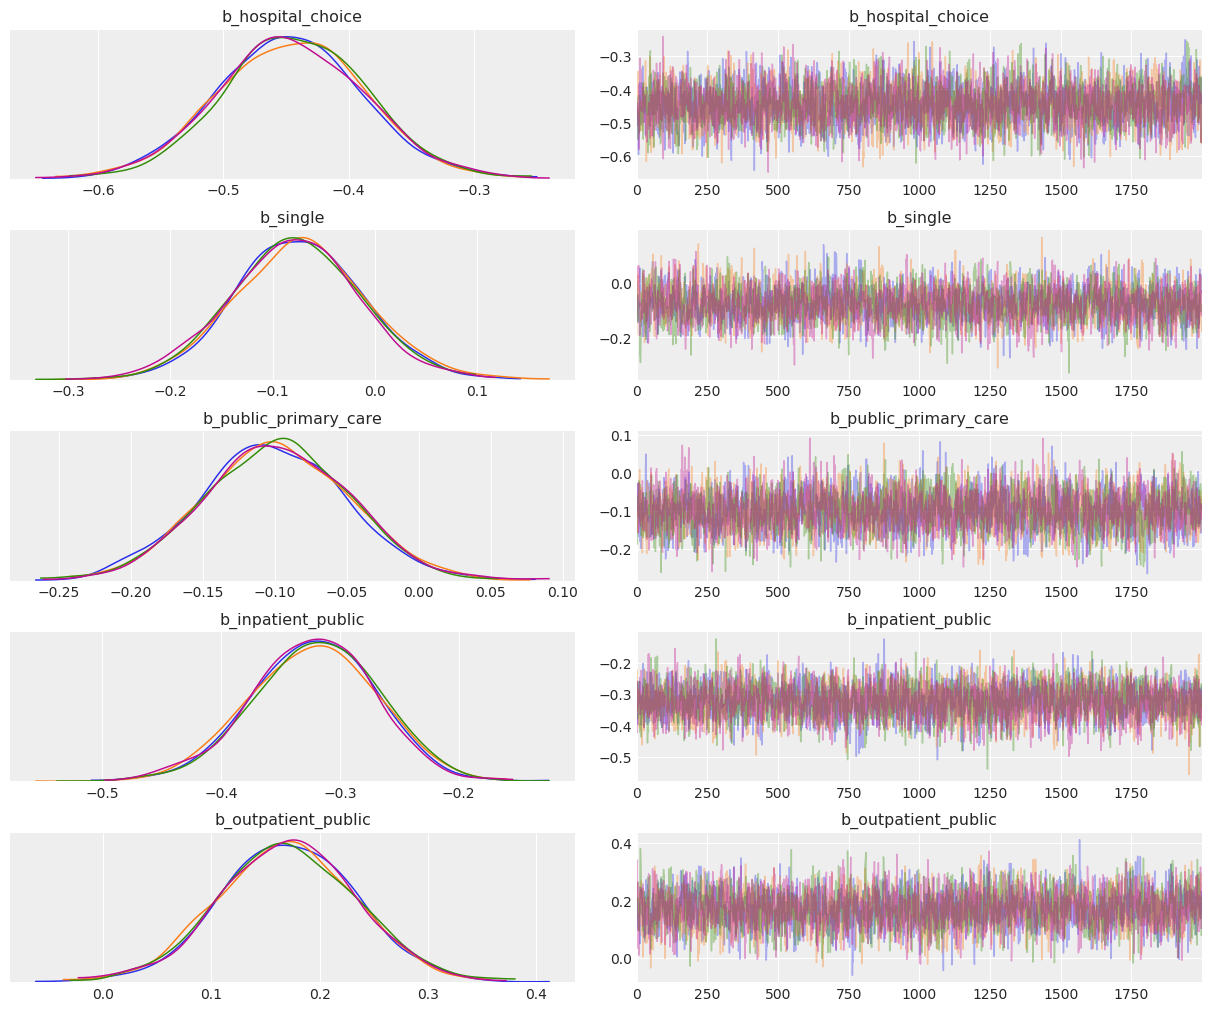 b_hospital_choice b_hospital_choice
−0.3
−0.4
−0.5
−0.6
−0.6 −0.5 −0.4 −0.3 0 250 500 750 1000 1250 1500 1750
b_single b_single
0.0
−0.2
−0.3 −0.2 −0.1 0.0 0.1 0 250 500 750 1000 1250 1500 1750
b_public_primary_care b_public_primary_care
0.1
0.0
−0.1
−0.2
−0.25 −0.20 −0.15 −0.10 −0.05 0.00 0.05 0.10 0 250 500 750 1000 1250 1500 1750
b_inpatient_public b_inpatient_public
−0.2
−0.3
−0.4
−0.5
−0.5 −0.4 −0.3 −0.2 0 250 500 750 1000 1250 1500 1750
b_outpatient_public b_outpatient_public
0.4
0.2
0.0
0.0 0.1 0.2 0.3 0.4 0 250 500 750 1000 1250 1500 1750